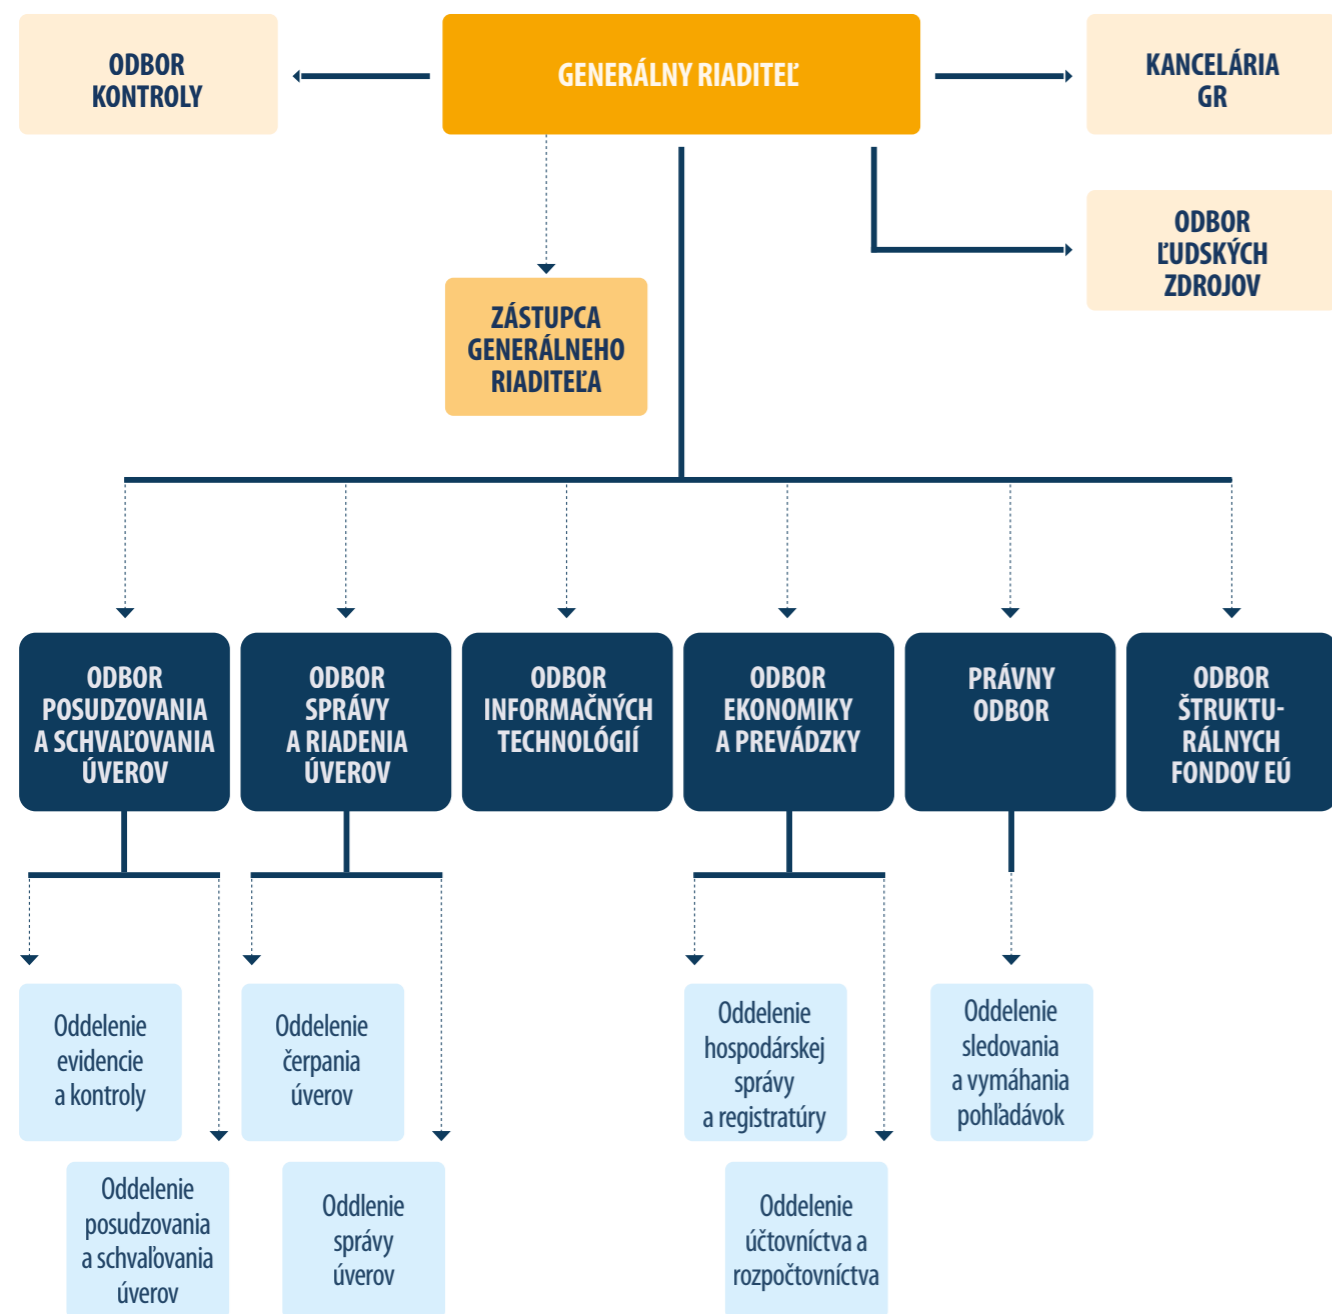 ODBOR
KONTROLY
GENERÁLNY RIADITEĽ
KANCELÁRIA
GR
ODBOR
ĽUDSKÝCH
ZDROJOV
ZÁSTUPCA
GENERÁLNEHO
RIADITEĽA
ODBOR
POSUDZOVANIA
A SCHVAĽOVANIA
ÚVEROV
ODBOR
SPRÁVY
A RIADENIA
ÚVEROV
ODBOR
INFORMAČNÝCH
TECHNOLÓGIÍ
ODBOR
EKONOMIKY
A PREVÁDZKY
PRÁVNY
ODBOR
ODBOR
ŠTRUKTU-
RÁLNYCH
FONDOV EÚ
Oddelenie
evidencie
a kontroly
Oddelenie
čerpania
úverov
Oddelenie
hospodárskej
správy
a registratúry
Oddelenie
sledovania
a vymáhania
pohľadávok
Oddelenie
posudzovania
a schvaľovania
úverov
Oddlenie
správy
úverov
Oddelenie
účtovníctva a
rozpočtovníctva